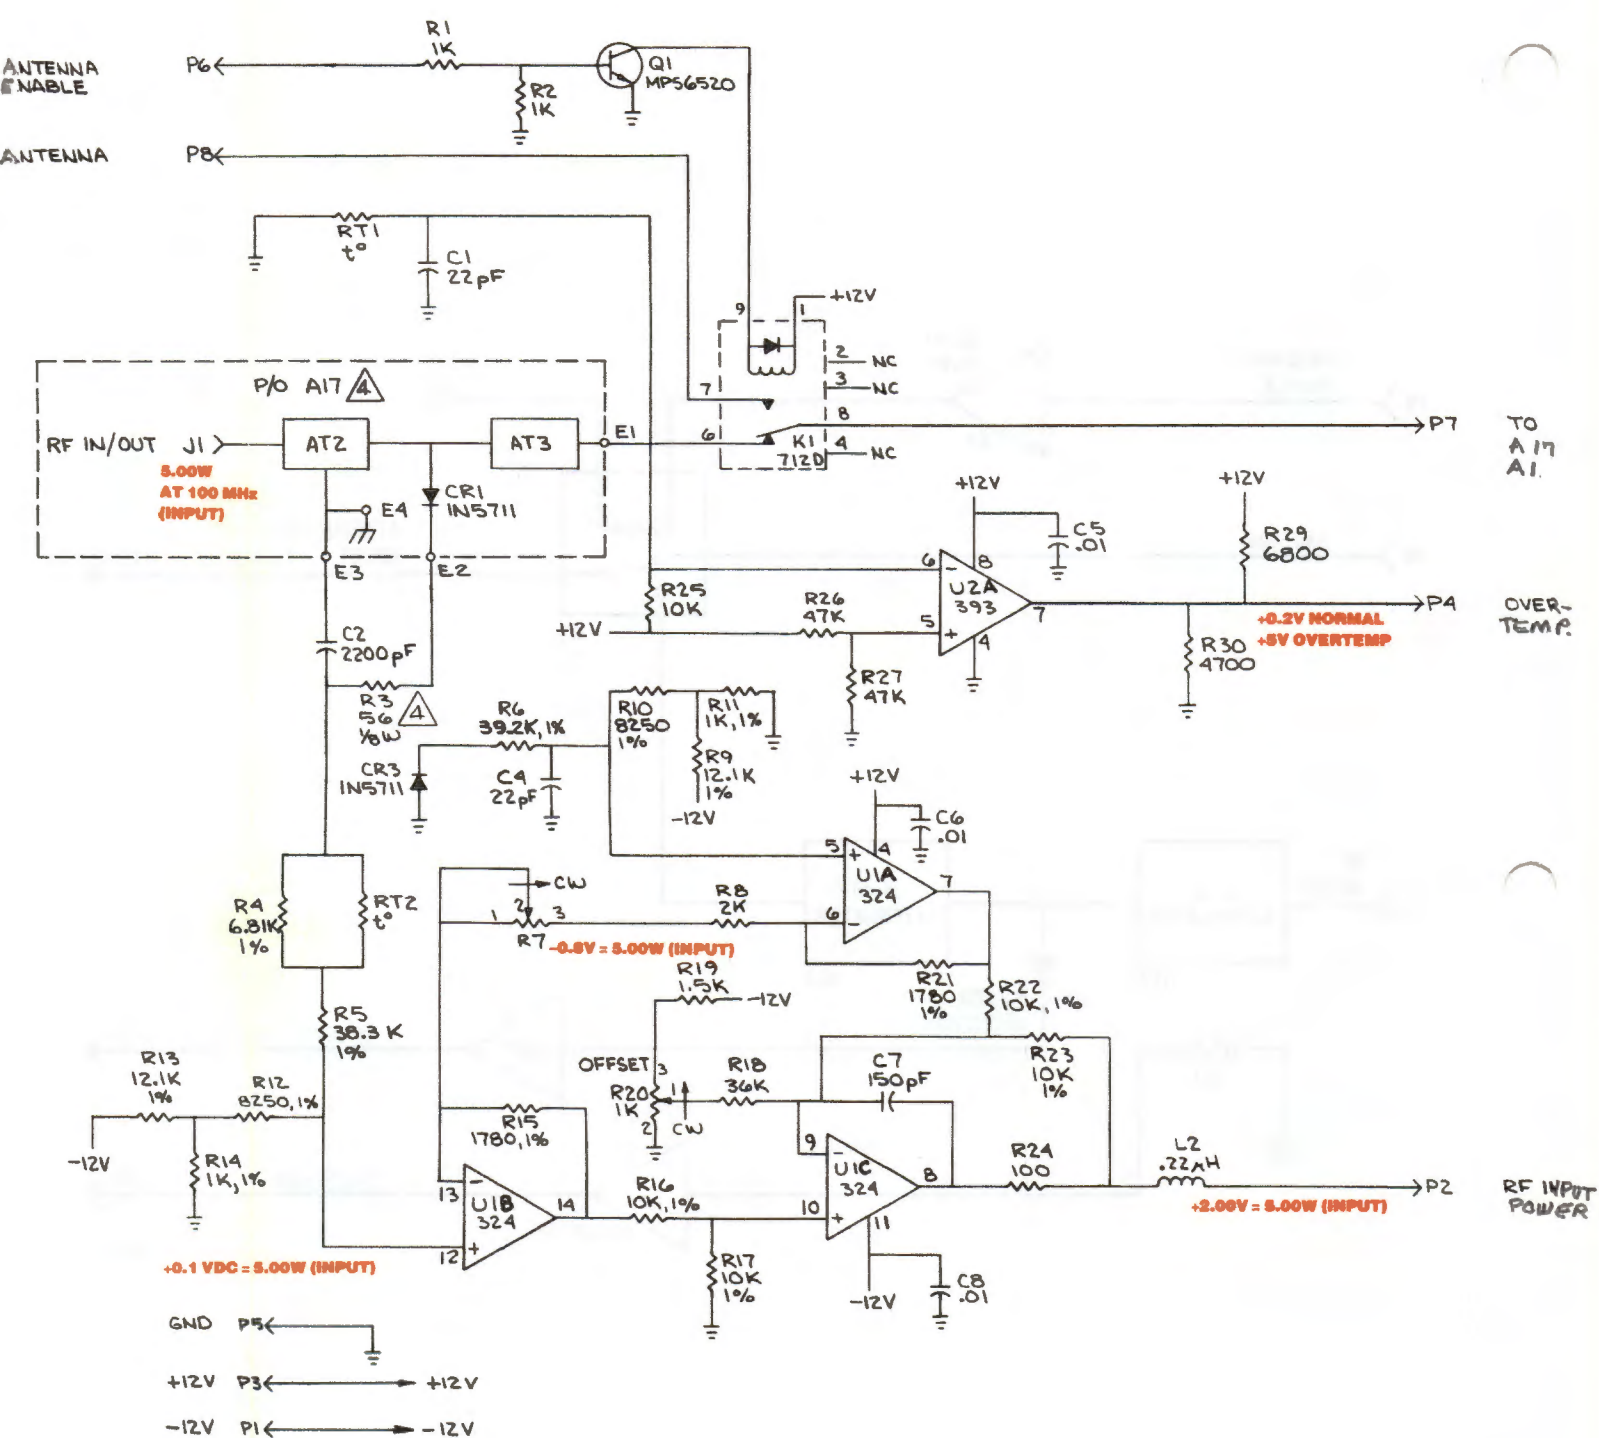 R1
1K
ANTENNA
ENABLE
P6
Q1
MPS6520
R2
1K
ANTENNA
P8
RT1
t°
C1
22pF
+12V
9
1
2
NC
3
NC
7
8
6
K1
712D
4
NC
P7
TO
A17
A1.
P/O A17
4
RF IN/OUT
J1
AT2
AT3
E1
5.00W
AT 100 MHz
(INPUT)
CR1
IN5711
E4
E3
E2
+12V
C5
.01
+12V
R29
6800
6
-
8
U2A
393
7
5
+
4
R25
10K
+12V
R26
47K
R27
47K
P4
OVER-
TEMP.
+0.2V NORMAL
+5V OVERTEMP
R30
4700
C2
2200pF
R3
56
1/8W
4
R6
39.2K, 1%
R10
8250
1%
R11
1K, 1%
R9
12.1K
1%
-12V
CR3
IN5711
C4
22pF
+12V
C6
.01
5
+
4
U1A
324
7
6
-
CW
1
2
3
R7
-0.8V = 5.00W (INPUT)
R8
2K
R4
6.81K
1%
RT2
t°
R21
1780
1%
R22
10K, 1%
R19
1.5K
-12V
R5
38.3 K
1%
R13
12.1K
1%
R12
8250, 1%
-12V
R14
1K, 1%
OFFSET
3
R20
1K
1
2
CW
R18
36K
C7
150pF
R23
10K
1%
R15
1780, 1%
13
-
U1B
324
14
12
+
R16
10K, 1%
R17
10K
1%
9
-
U1C
324
8
10
+
11
-12V
C8
.01
R24
100
L2
.22µH
P2
RF INPUT
POWER
+2.00V = 5.00W (INPUT)
+0.1 VDC = 5.00W (INPUT)
GND P5
+12V P3 +12V
-12V P1 -12V